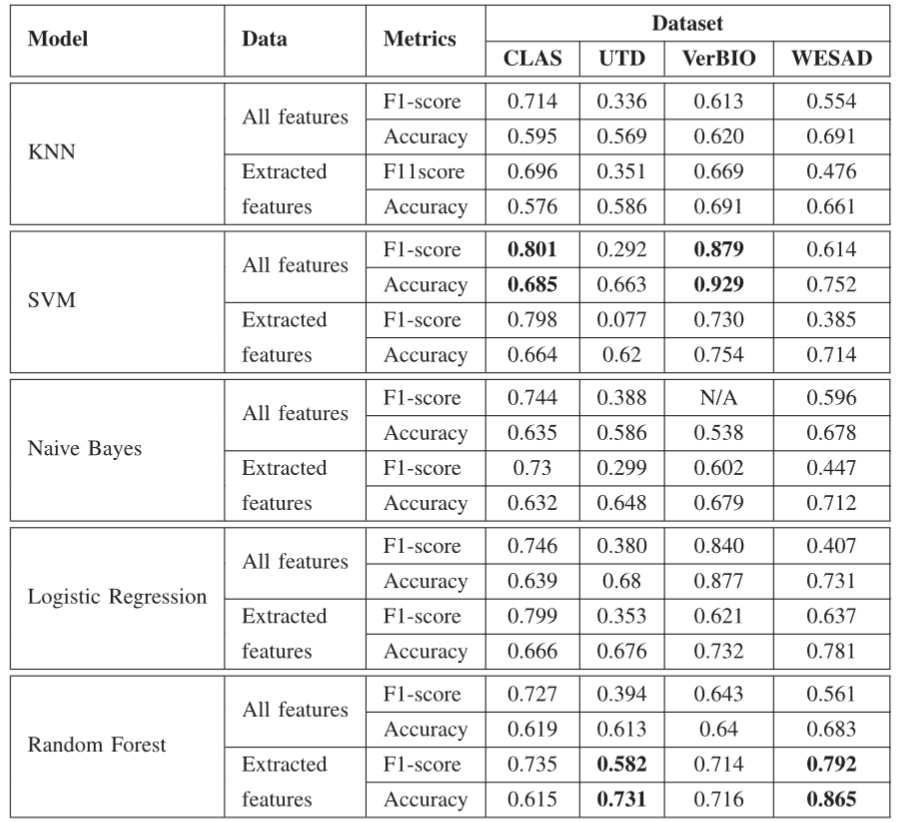 Model Data Metrics Dataset
CLAS UTD VerBIO WESAD
KNN All features F1-score 0.714 0.336 0.613 0.554
Accuracy 0.595 0.569 0.620 0.691
Extracted features F11score 0.696 0.351 0.669 0.476
Accuracy 0.576 0.586 0.691 0.661
SVM All features F1-score 0.801 0.292 0.879 0.614
Accuracy 0.685 0.663 0.929 0.752
Extracted features F1-score 0.798 0.077 0.730 0.385
Accuracy 0.664 0.62 0.754 0.714
Naive Bayes All features F1-score 0.744 0.388 N/A 0.596
Accuracy 0.635 0.586 0.538 0.678
Extracted features F1-score 0.73 0.299 0.602 0.447
Accuracy 0.632 0.648 0.679 0.712
Logistic Regression All features F1-score 0.746 0.380 0.840 0.407
Accuracy 0.639 0.68 0.877 0.731
Extracted features F1-score 0.799 0.353 0.621 0.637
Accuracy 0.666 0.676 0.732 0.781
Random Forest All features F1-score 0.727 0.394 0.643 0.561
Accuracy 0.619 0.613 0.64 0.683
Extracted features F1-score 0.735 0.582 0.714 0.792
Accuracy 0.615 0.731 0.716 0.865